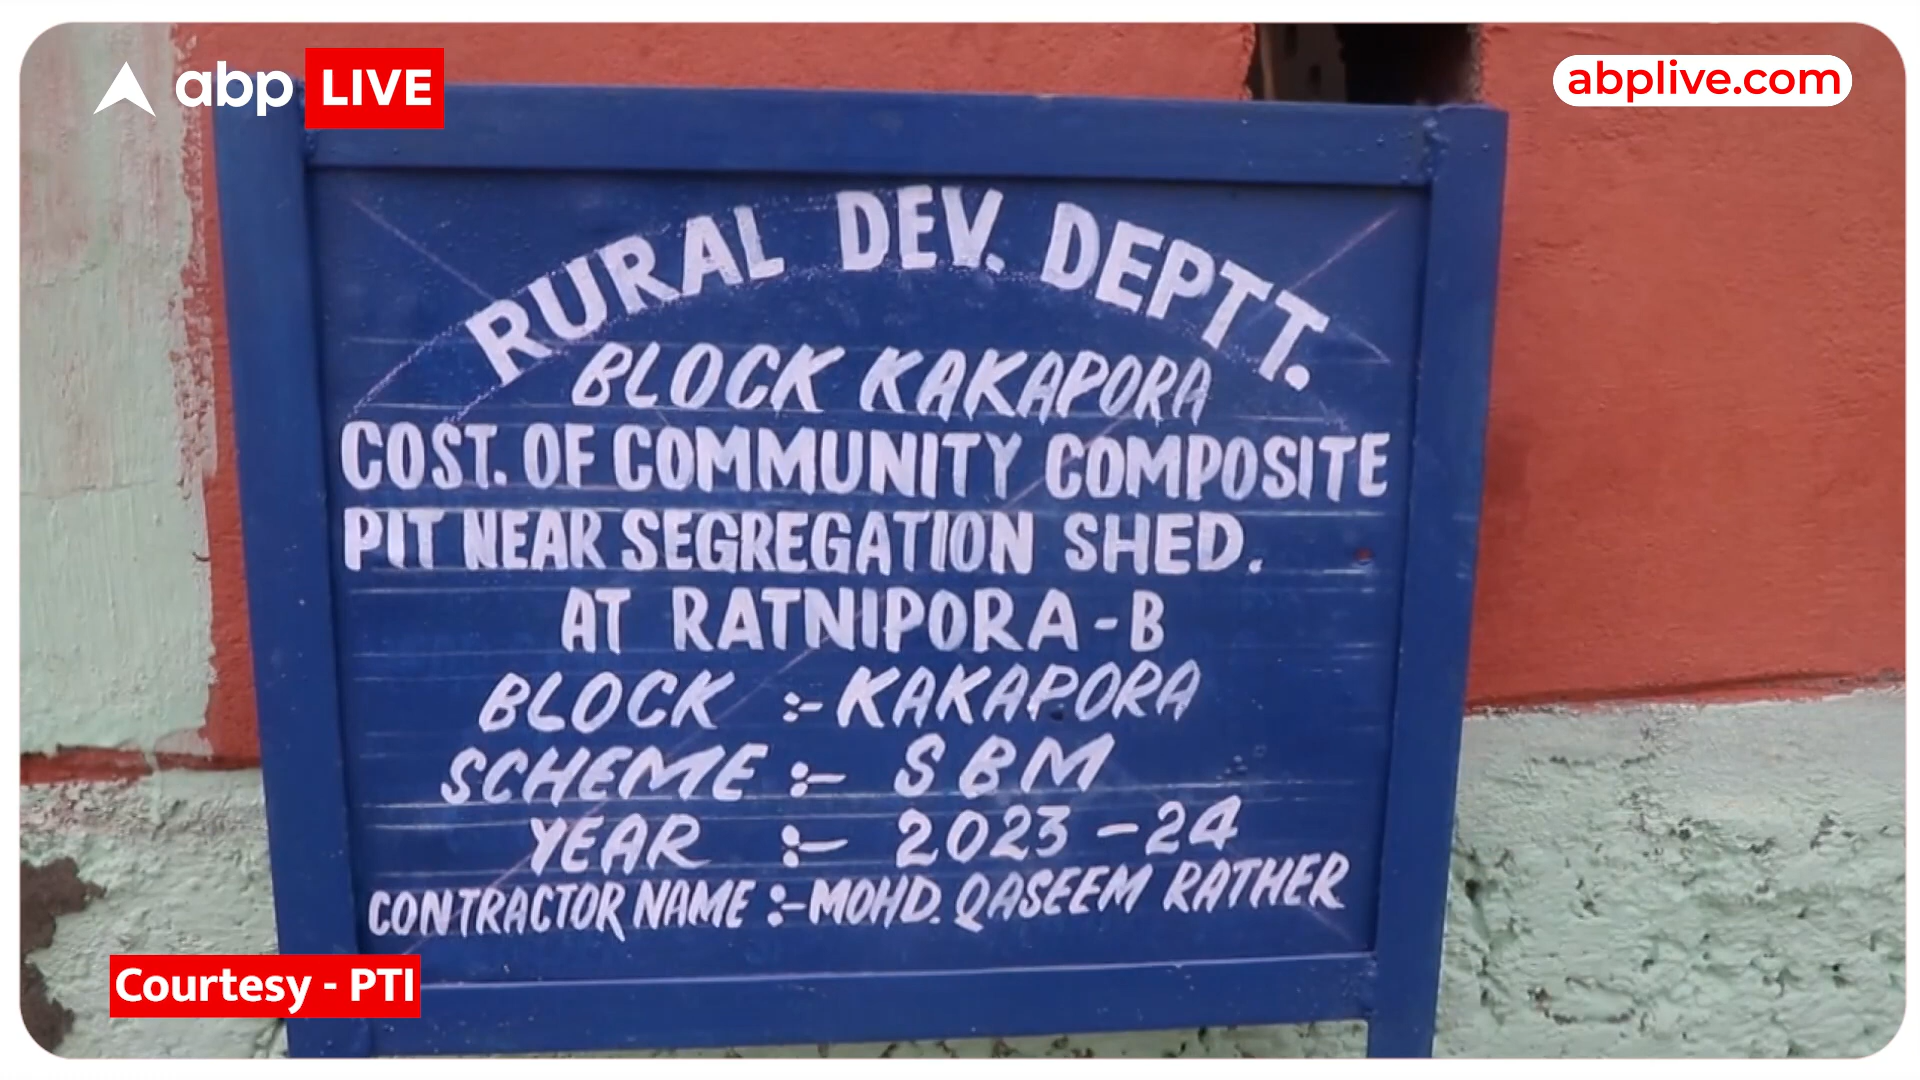 abp LIVE
abplive.com
RURAL DEV. DEPTT.
BLOCK KAKAPORA
COST. OF COMMUNITY COMPOSITE
PIT NEAR SEGREGATION SHED.
AT RATNIPORA-B
BLOCK :- KAKAPORA
SCHEME :- SBM
YEAR :- 2023-24
CONTRACTOR NAME :- MOHD. QASEEM RATHER
Courtesy - PTI